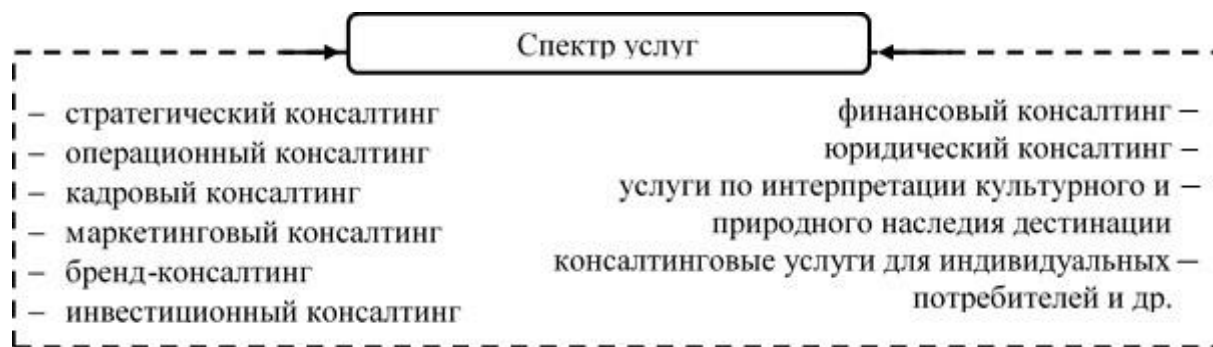 Спектр услуг
– стратегический консалтинг
– операционный консалтинг
– кадровый консалтинг
– маркетинговый консалтинг
– бренд-консалтинг
– инвестиционный консалтинг
финансовый консалтинг –
юридический консалтинг –
услуги по интерпретации культурного и –
природного наследия дестинации
консалтинговые услуги для индивидуальных –
потребителей и др.